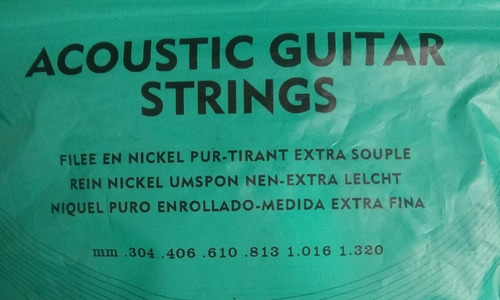 ACOUSTIC GUITAR
STRINGS
FILEE EN NICKEL PUR-TIRANT EXTRA SOUPLE
REIN NICKEL UMSPON NEN-EXTRA LELCHT
NIQUEL PURO ENROLLADO-MEDIDA EXTRA FINA
mm .304 .406 .610 .813 1.016 1.320